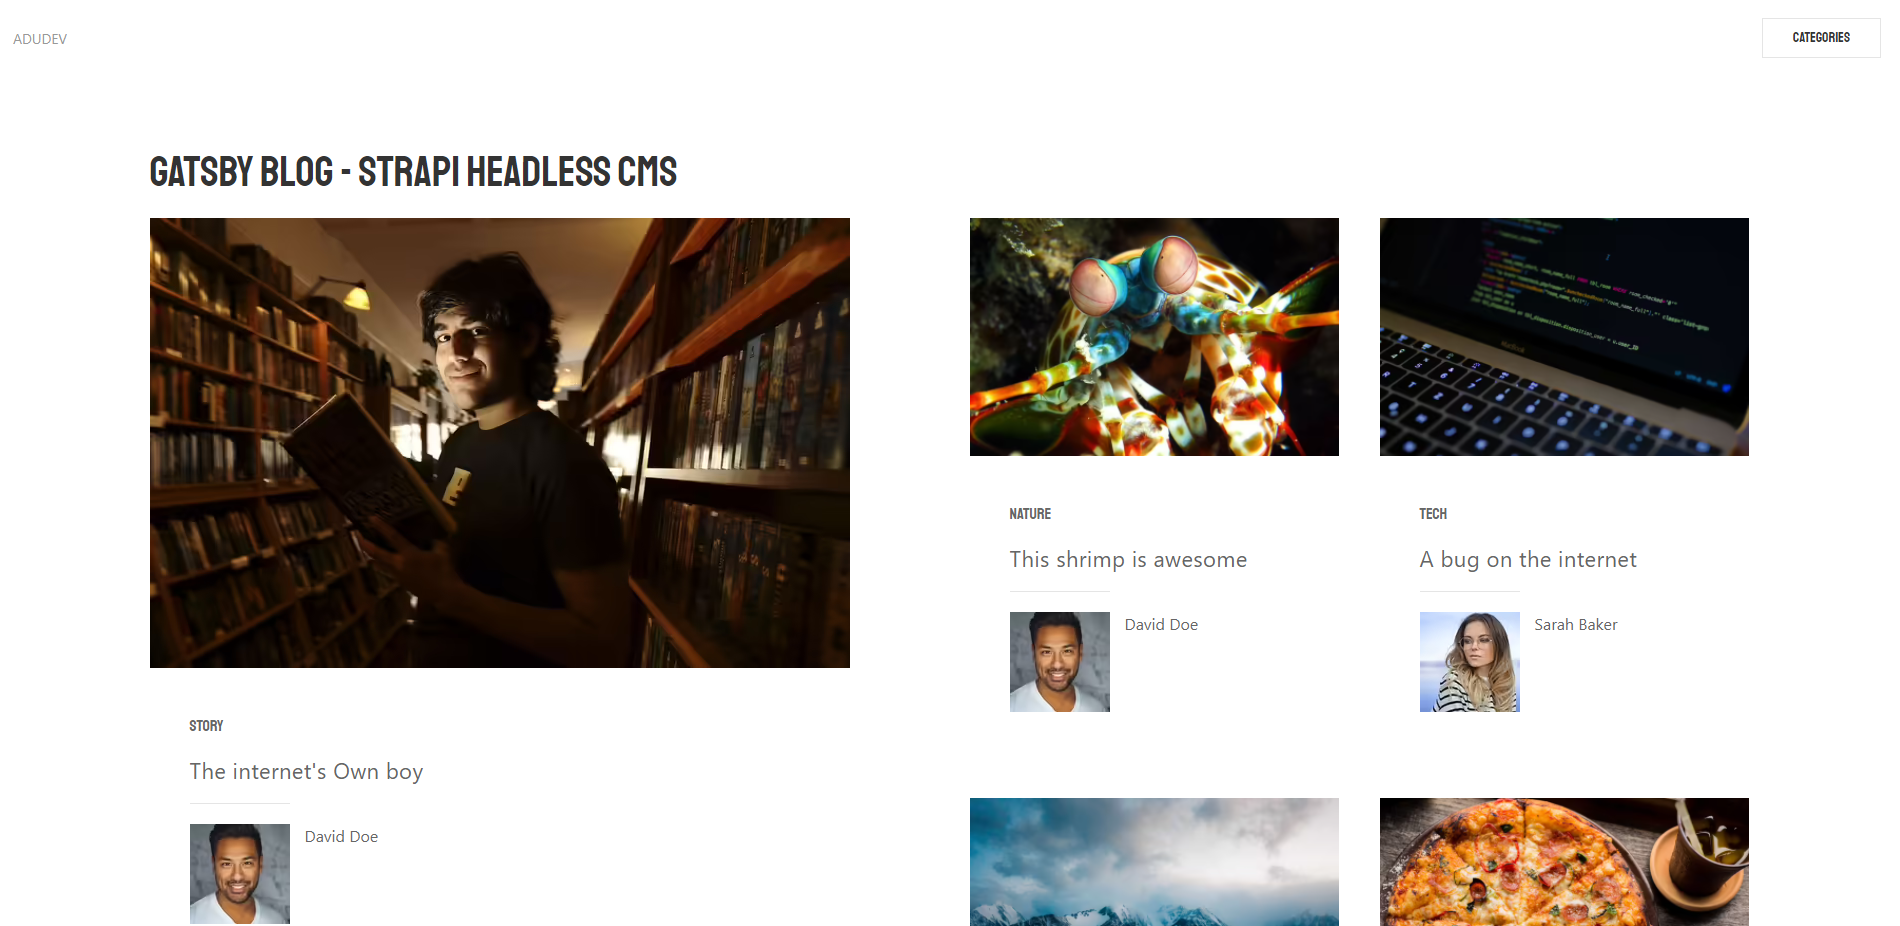 ADUDEV
CATEGORIES
GATSBY BLOG - STRAPI HEADLESS CMS
NATURE
This shrimp is awesome
David Doe
TECH
A bug on the internet
Sarah Baker
STORY
The internet's Own boy
David Doe